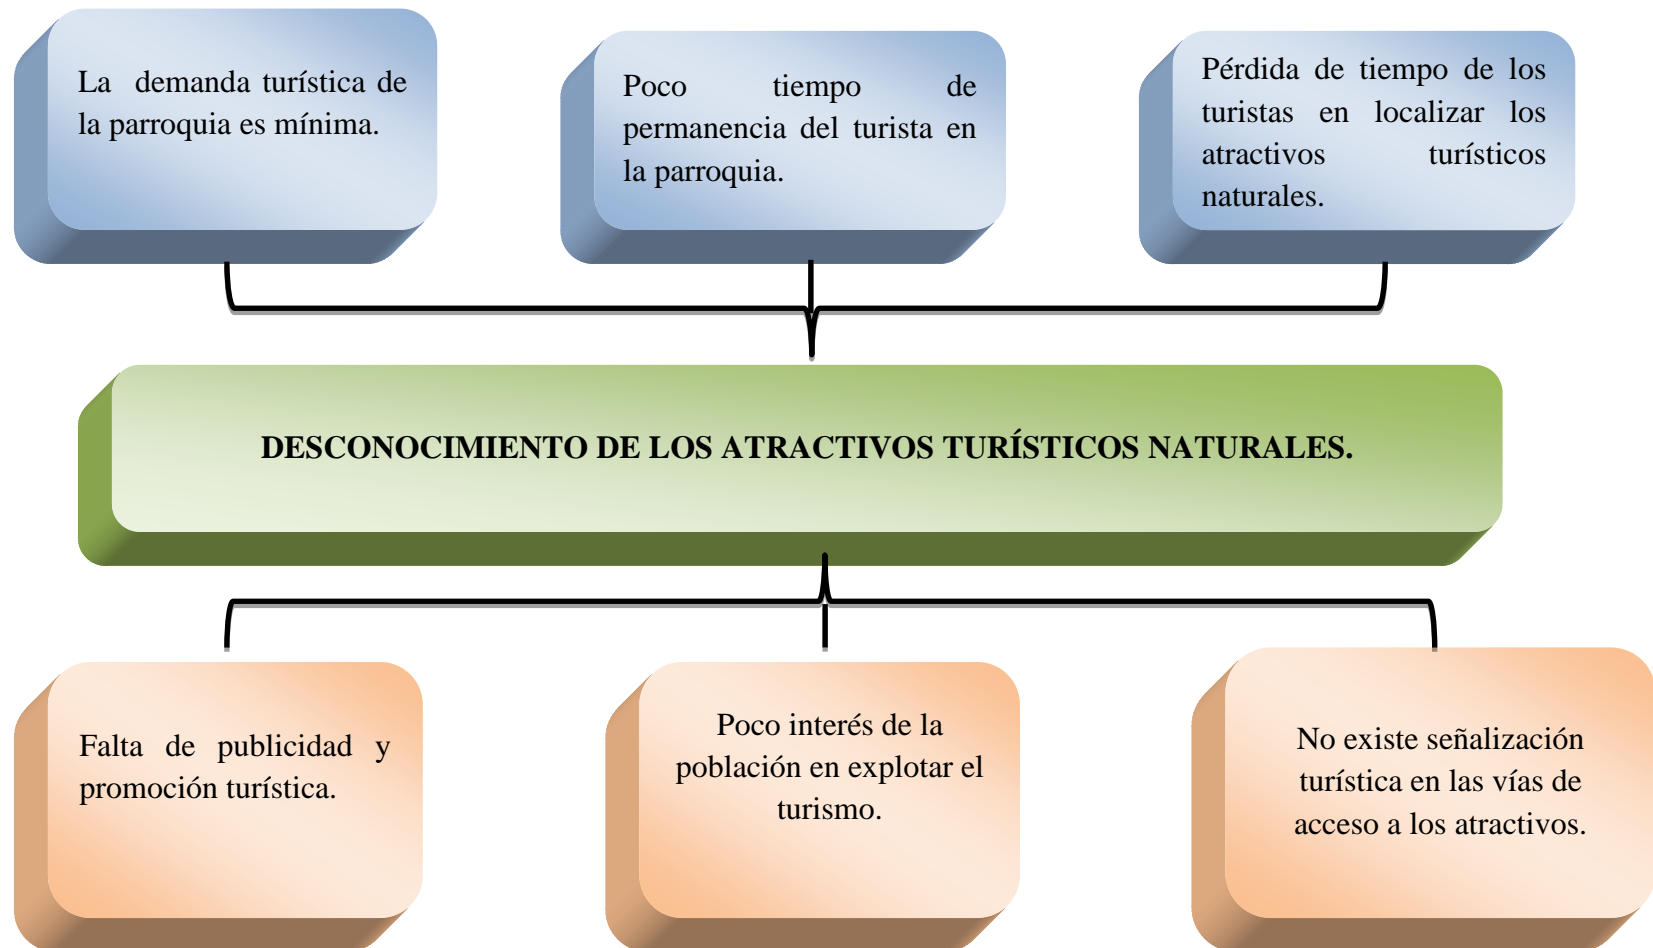 La demanda turística de
la parroquia es mínima.
Poco tiempo de
permanencia del turista en
la parroquia.
Pérdida de tiempo de los
turistas en localizar los
atractivos turísticos
naturales.
DESCONOCIMIENTO DE LOS ATRACTIVOS TURÍSTICOS NATURALES.
Falta de publicidad y
promoción turística.
Poco interés de la
población en explotar el
turismo.
No existe señalización
turística en las vías de
acceso a los atractivos.